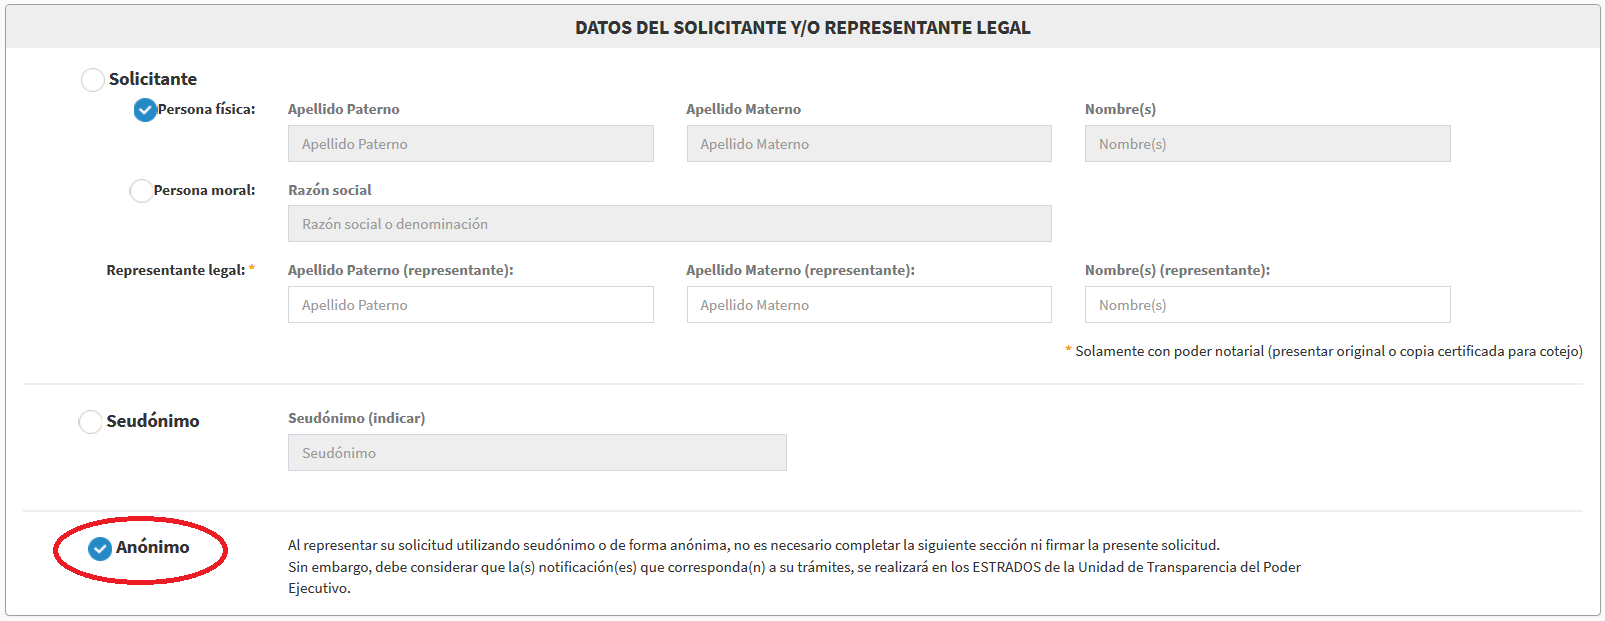 DATOS DEL SOLICITANTE Y/O REPRESENTANTE LEGAL
Solicitante
Persona física: Apellido Paterno Apellido Materno Nombre(s)
Apellido Paterno Apellido Materno Nombre(s)
Persona moral: Razón social
Razón social o denominación
Representante legal: * Apellido Paterno (representante): Apellido Materno (representante): Nombre(s) (representante):
Apellido Paterno Apellido Materno Nombre(s)
* Solamente con poder notarial (presentar original o copia certificada para cotejo)
Seudónimo Seudónimo (indicar)
Seudónimo
Anónimo Al representar su solicitud utilizando seudónimo o de forma anónima, no es necesario completar la siguiente sección ni firmar la presente solicitud.
Sin embargo, debe considerar que la(s) notificación(es) que corresponda(n) a su trámites, se realizará en los ESTRADOS de la Unidad de Transparencia del Poder
Ejecutivo.